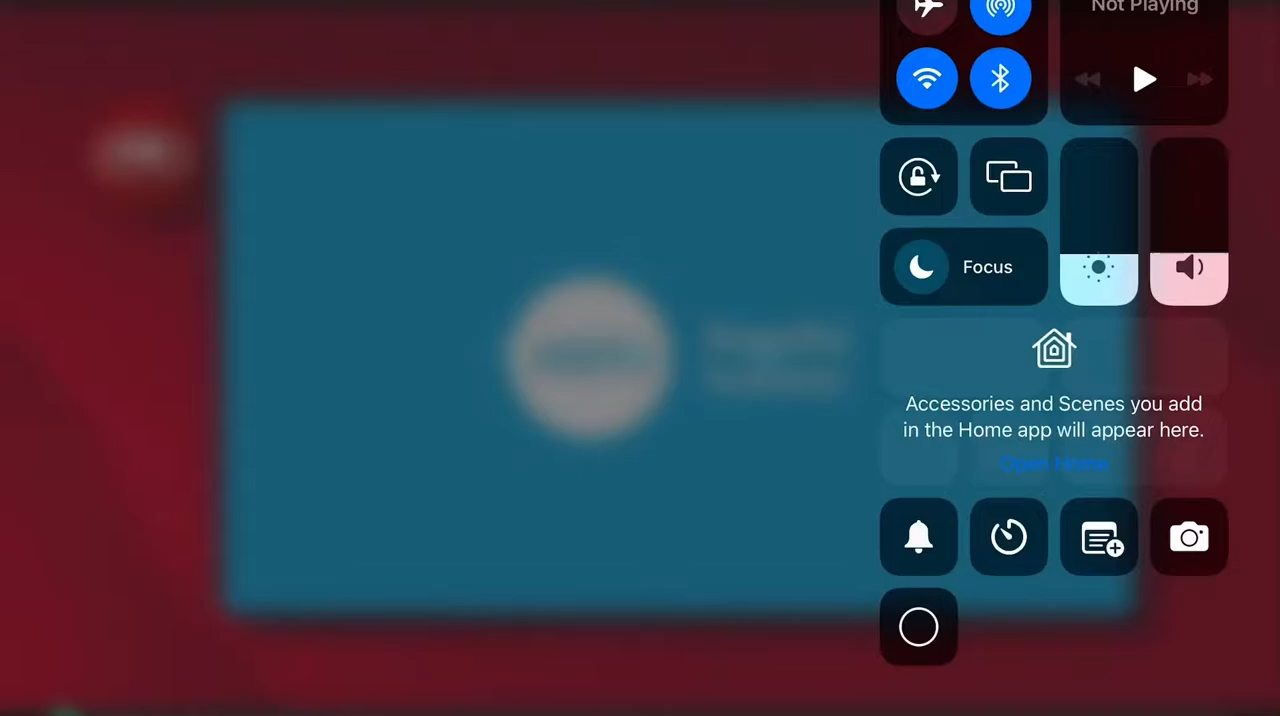 Not Playing
Focus
Accessories and Scenes you add
in the Home app will appear here.
Open Home